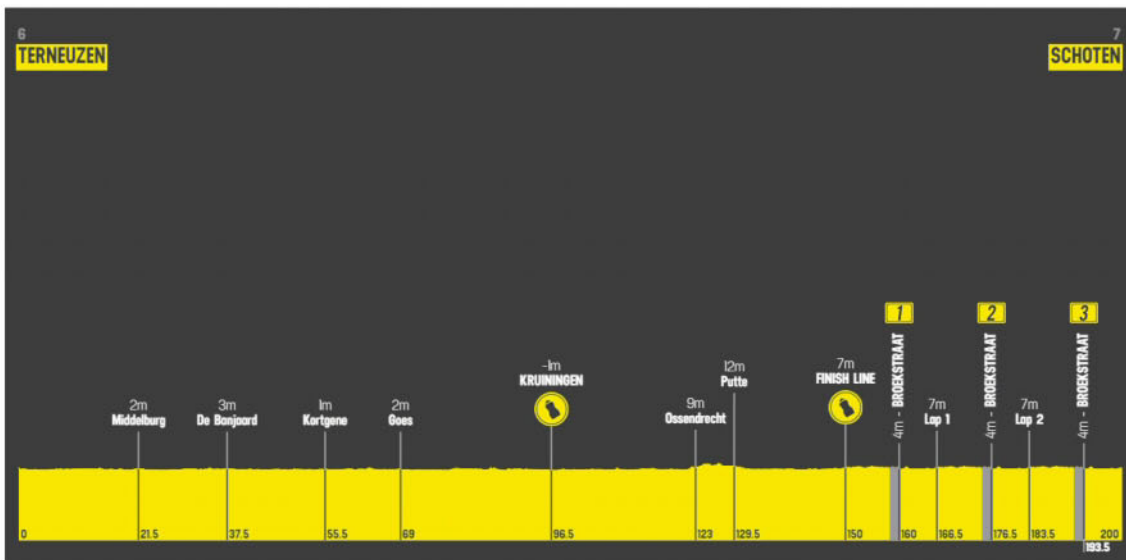 6
TERNEUZEN
7
SCHOTEN
2m
Middelburg
3m
De Banjaard
1m
Kortgene
2m
Goes
-1m
KRUININGEN
9m
Ossendrecht
12m
Putte
7m
FINISH LINE
1
4m - BROEKSTRAAT
7m
Lap 1
2
4m - BROEKSTRAAT
7m
Lap 2
3
4m - BROEKSTRAAT
0
21.5
37.5
55.5
69
96.5
123
129.5
150
160
166.5
176.5
183.5
193.5
200